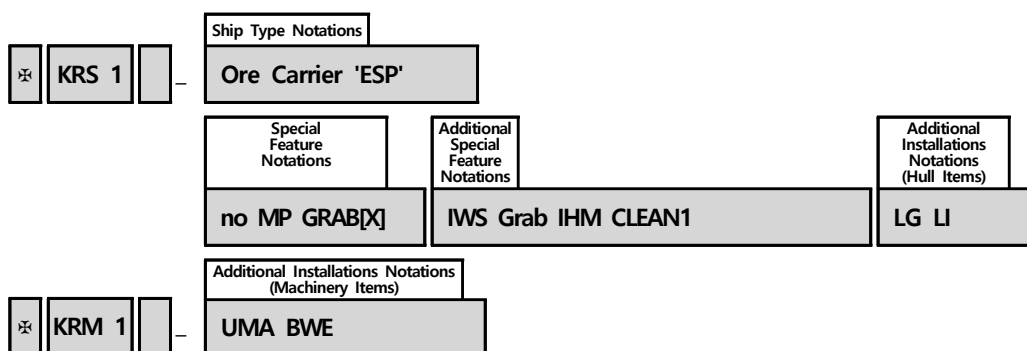 Ship Type Notations
✠ KRS 1 _ Ore Carrier 'ESP'
Special
Feature
Notations
Additional
Special
Feature
Notations
Additional
Installations
Notations
(Hull Items)
no MP GRAB[X]
IWS Grab IHM CLEAN1
LG LI
Additional Installations Notations
(Machinery Items)
✠ KRM 1 _ UMA BWE